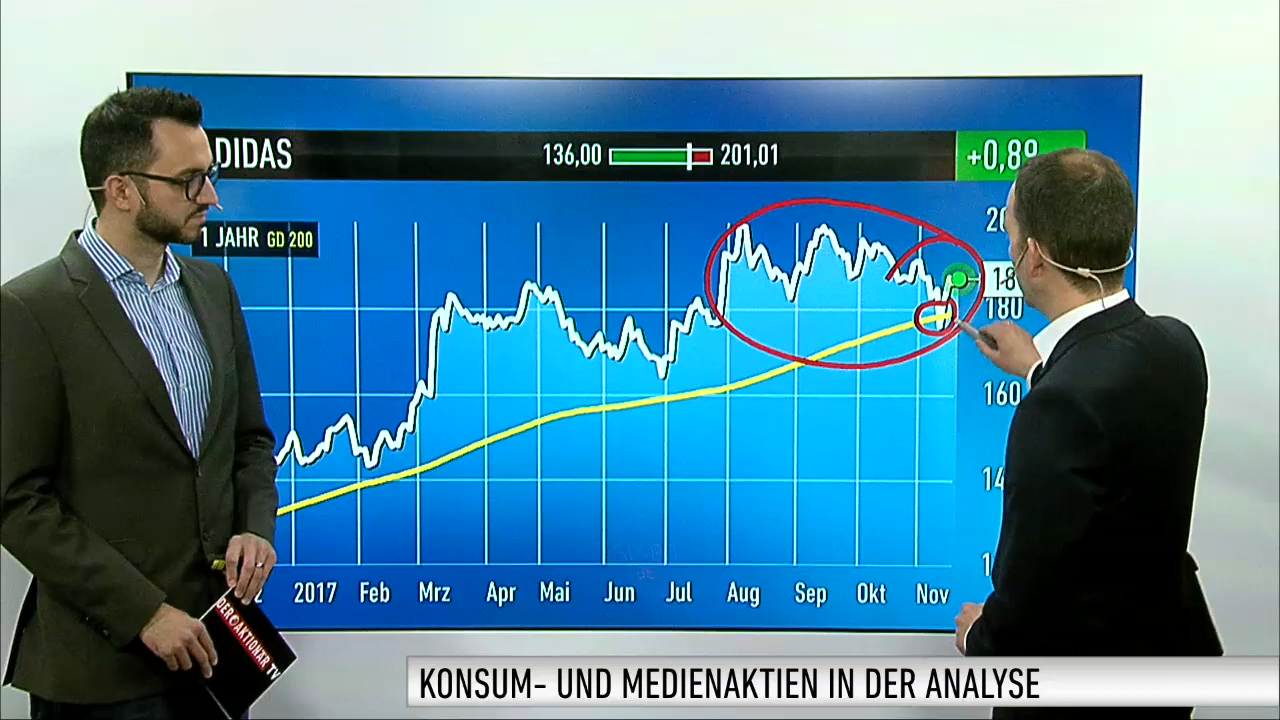 DIDAS 136,00 201,01 +0,89
1 JAHR GD 200
180
160
2017 Feb Mrz Apr Mai Jun Jul Aug Sep Okt Nov
DER AKTIONÄR TV
KONSUM- UND MEDIENAKTIEN IN DER ANALYSE